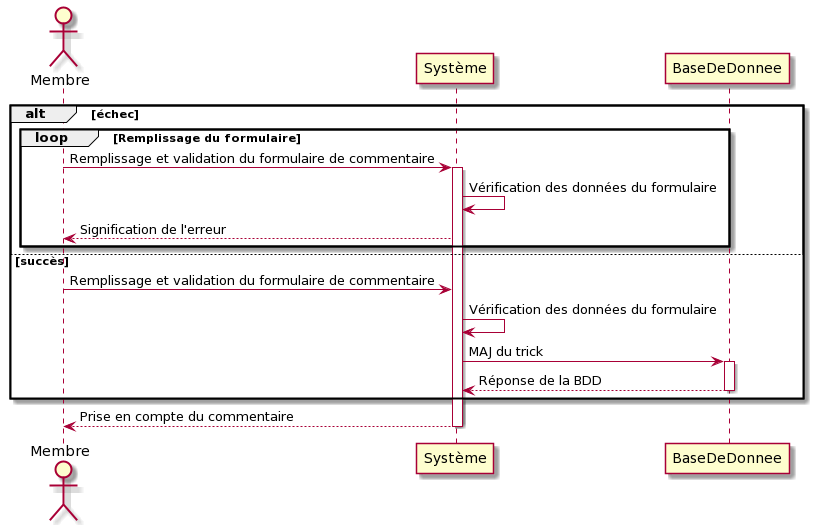 Membre
Système
BaseDeDonnee
alt [échec]
loop [Remplissage du formulaire]
Remplissage et validation du formulaire de commentaire
Vérification des données du formulaire
Signification de l'erreur
[succès]
Remplissage et validation du formulaire de commentaire
Vérification des données du formulaire
MAJ du trick
Réponse de la BDD
Prise en compte du commentaire
Membre
Système
BaseDeDonnee